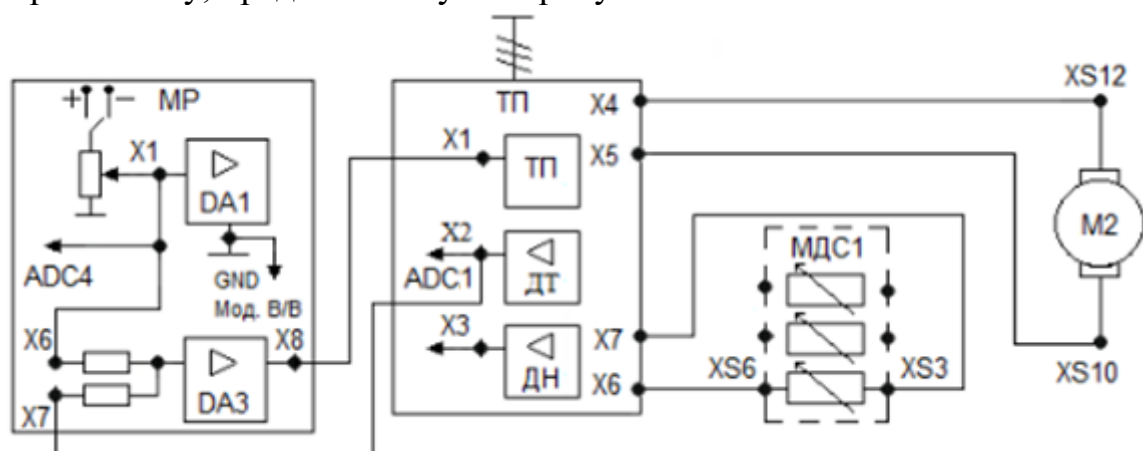 МР
ТП
+
−
X1
DA1
ADC4
GND
Мод. В/В
X6
X8
X7
DA3
X1
ТП
X2
ADC1
ДТ
X3
ДН
X4
X5
X7
X6
МДС1
XS6
XS3
XS12
М2
XS10